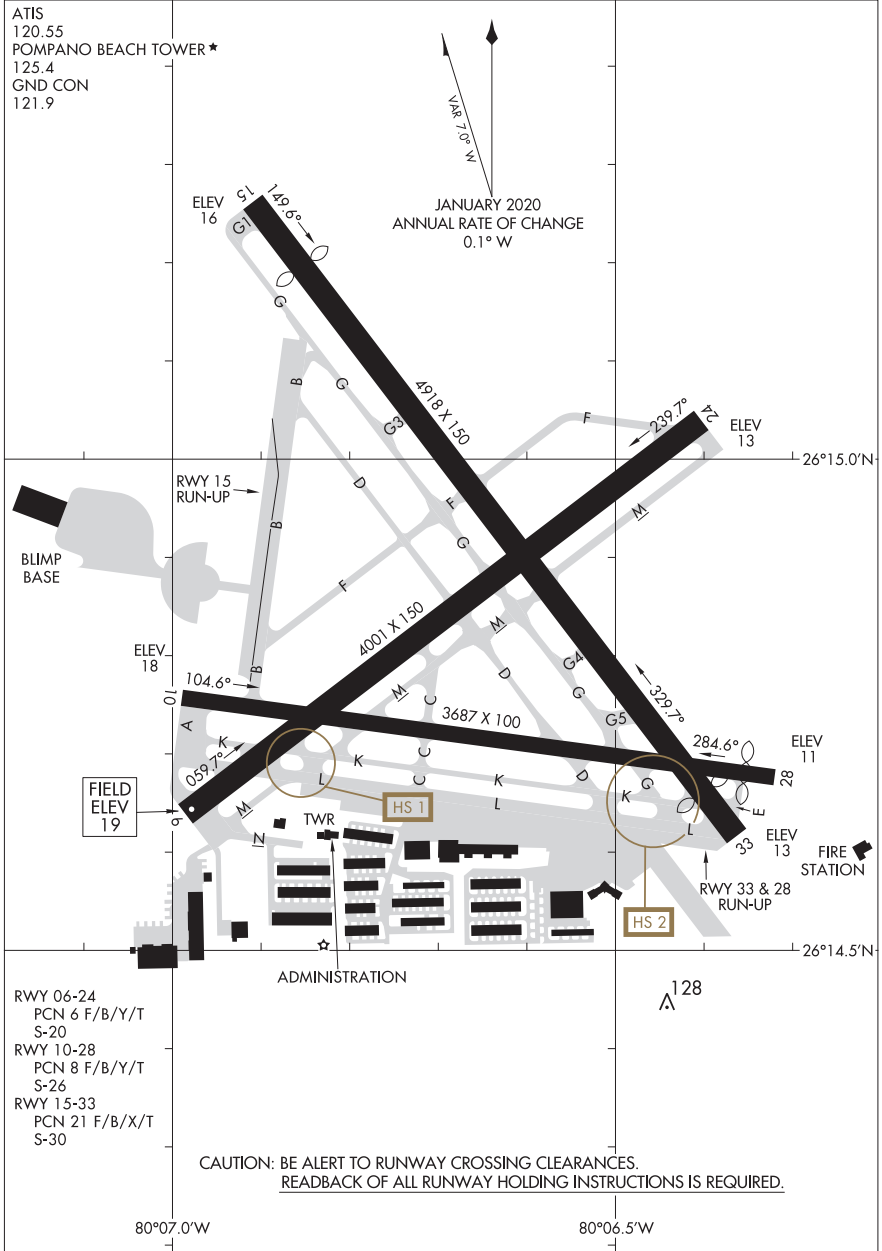 ATIS
120.55
POMPANO BEACH TOWER★
125.4
GND CON
121.9
VAR 7.0° W
JANUARY 2020
ANNUAL RATE OF CHANGE
0.1° W
ELEV
16
15
149.6°
G1
G
B
G
G3
4918 X 150
F
239.7°
24
ELEV
13
26°15.0'N
RWY 15
RUN-UP
D
F
M
B
G
BLIMP
BASE
F
4001 X 150
M
ELEV
18
B
D
G4
104.6°
10
M
C
G
329.7°
A
3687 X 100
G5
K
C
284.6°
ELEV
11
059.7°
K
K
D
G
28
FIELD
ELEV
19
L
C
L
K
E
6
M
HS 1
TWR
L
33
ELEV
13
N
FIRE
STATION
RWY 33 & 28
RUN-UP
HS 2
26°14.5'N
ADMINISTRATION
128
RWY 06-24
PCN 6 F/B/Y/T
S-20
RWY 10-28
PCN 8 F/B/Y/T
S-26
RWY 15-33
PCN 21 F/B/X/T
S-30
CAUTION: BE ALERT TO RUNWAY CROSSING CLEARANCES.
READBACK OF ALL RUNWAY HOLDING INSTRUCTIONS IS REQUIRED.
80°07.0'W
80°06.5'W